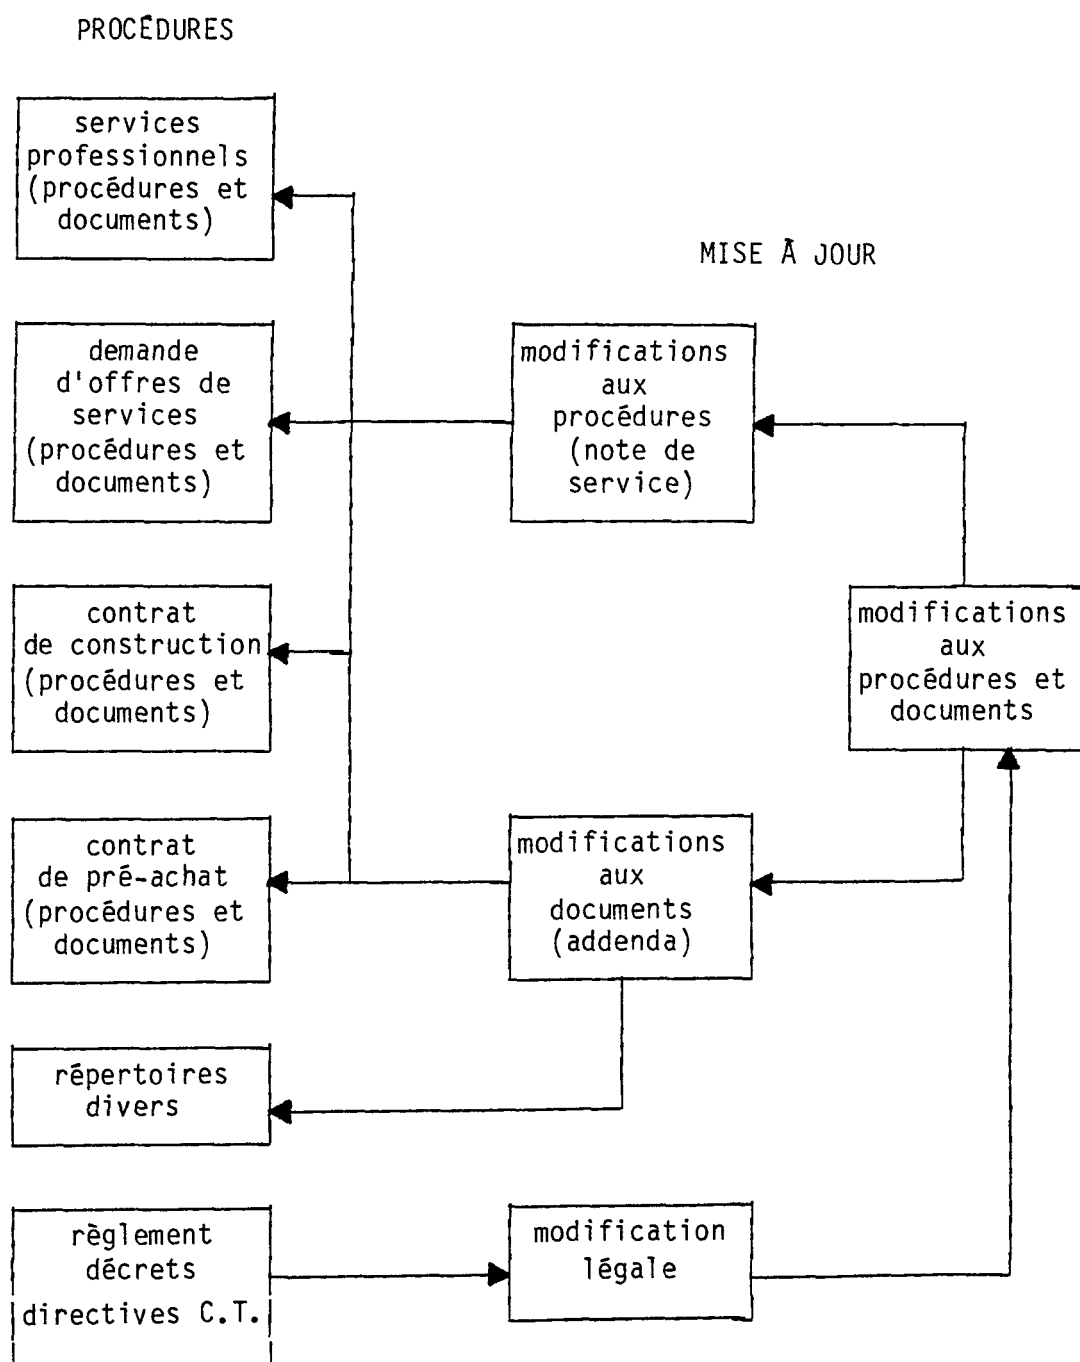 PROCÉDURES
services
professionnels
(procédures et
documents)
MISE À JOUR
demande
d'offres de
services
(procédures et
documents)
modifications
aux
procédures
(note de
service)
contrat
de construction
(procédures et
documents)
modifications
aux
procédures et
documents
contrat
de pré-achat
(procédures et
documents)
modifications
aux
documents
(addenda)
répertoires
divers
règlement
décrets
directives C.T.
modification
légale